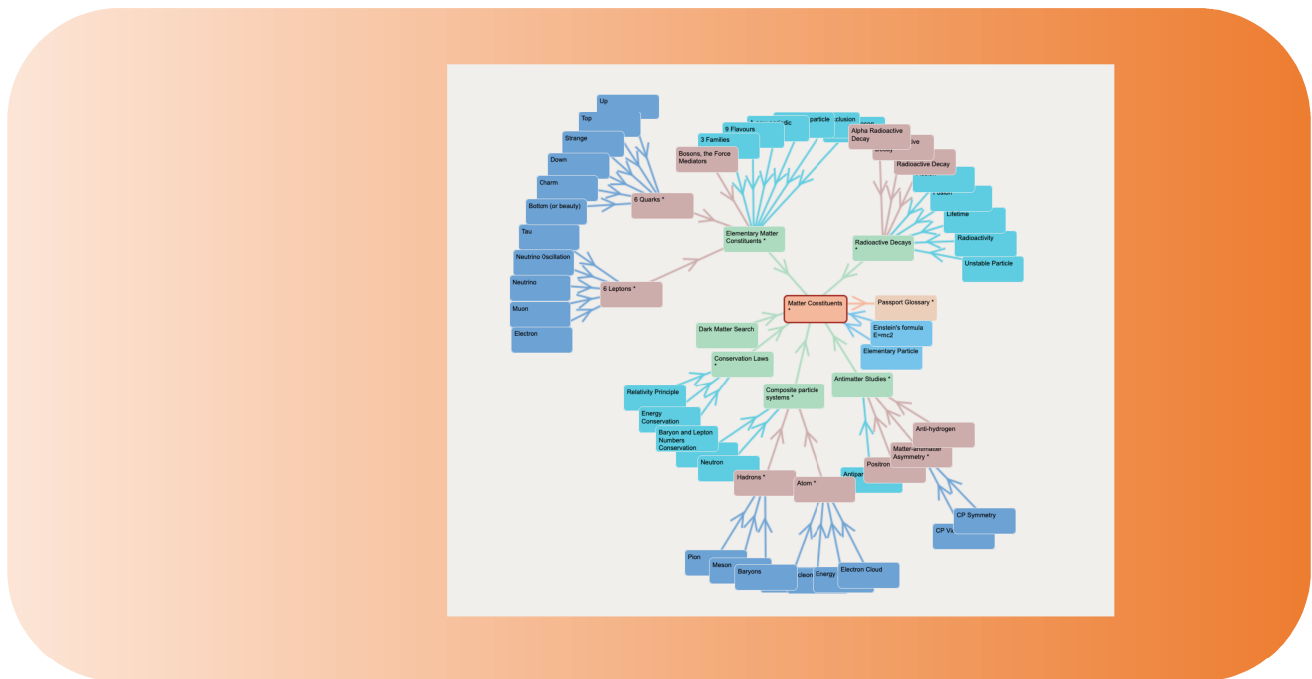 Up
Top
Strange
Down
Charm
Bottom (or beauty)
6 Quarks *
Tau
Neutrino Oscillation
Neutrino
Muon
Electron
6 Leptons *
Bosons, the Force
Mediators
3 Families
9 Flavours
particle
Elementary Matter
Constituents *
Alpha Radioactive
Decay
Radioactive Decay
Lifetime
Radioactivity
Unstable Particle
Radioactive Decays
*
Matter Constituents
*
Passport Glossary *
Einstein's formula
E=mc2
Elementary Particle
Dark Matter Search
Conservation Laws
*
Relativity Principle
Energy
Conservation
Baryon and Lepton
Numbers
Conservation
Composite particle
systems *
Neutron
Hadrons *
Atom *
Pion
Meson
Baryons
Energy
Electron Cloud
Antimatter Studies *
Anti-hydrogen
Matter-antimatter
Asymmetry *
Positron
CP Symmetry
CP